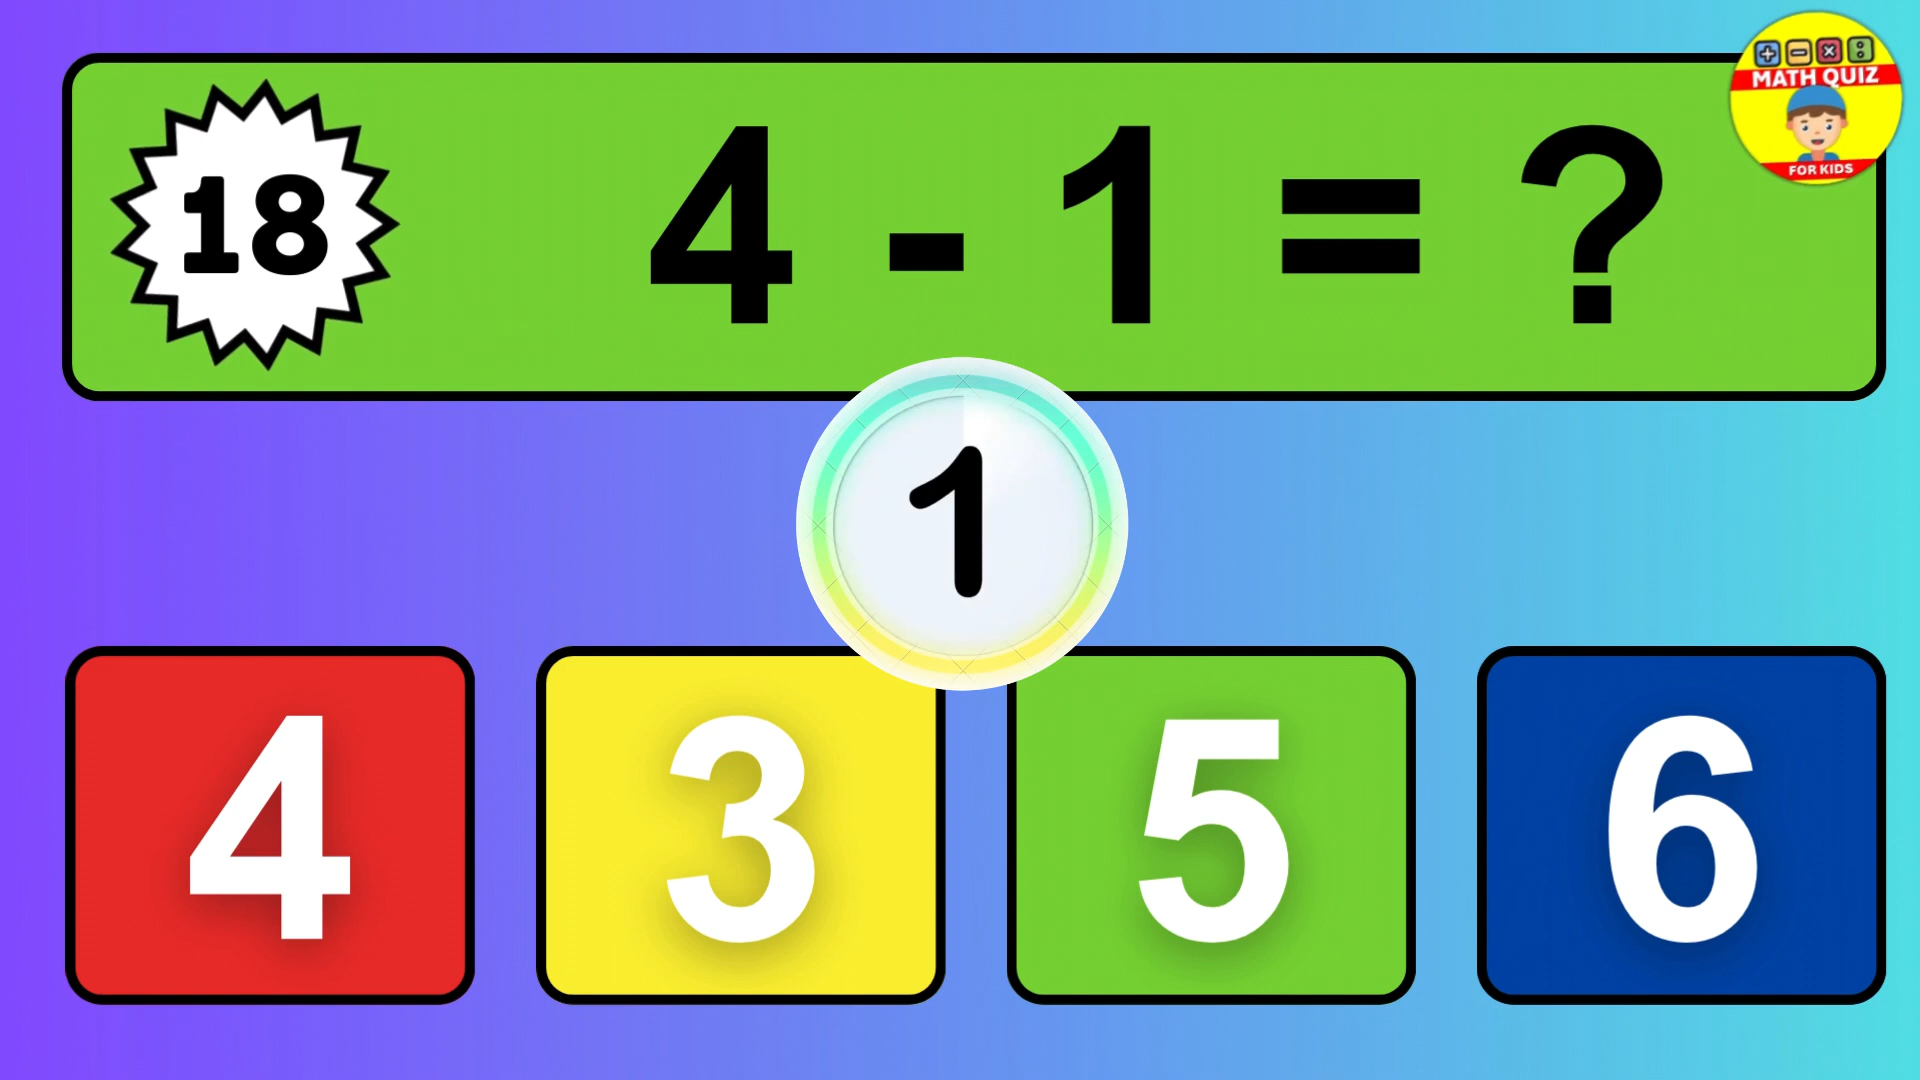 18
4 - 1 = ?
+ - × :
MATH QUIZ
FOR KIDS
1
4 3 5 6